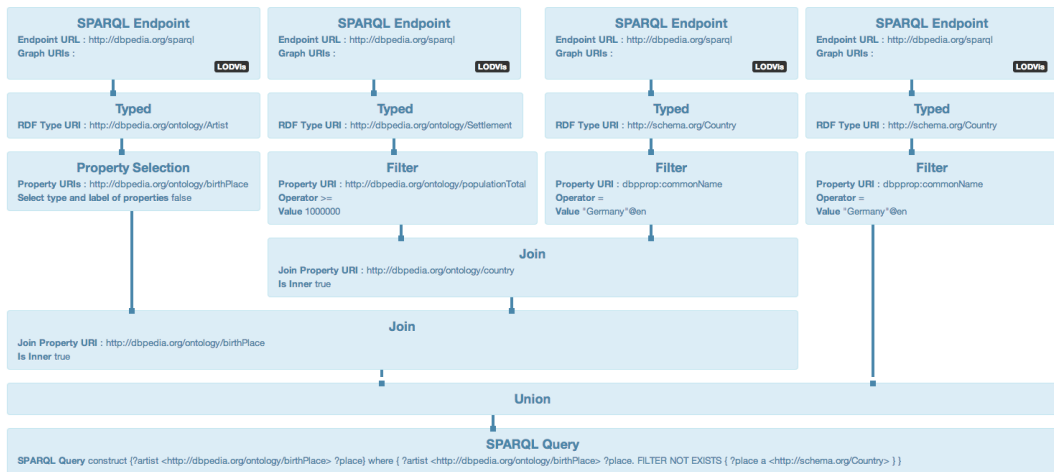 SPARQL Endpoint
Endpoint URL : http://dbpedia.org/sparql
Graph URIs :
LODVis
SPARQL Endpoint
Endpoint URL : http://dbpedia.org/sparql
Graph URIs :
LODVis
SPARQL Endpoint
Endpoint URL : http://dbpedia.org/sparql
Graph URIs :
LODVis
SPARQL Endpoint
Endpoint URL : http://dbpedia.org/sparql
Graph URIs :
LODVis
Typed
RDF Type URI : http://dbpedia.org/ontology/Artist
Typed
RDF Type URI : http://dbpedia.org/ontology/Settlement
Typed
RDF Type URI : http://schema.org/Country
Typed
RDF Type URI : http://schema.org/Country
Property Selection
Property URIs : http://dbpedia.org/ontology/birthPlace
Select type and label of properties false
Filter
Property URI : http://dbpedia.org/ontology/populationTotal
Operator >=
Value 1000000
Filter
Property URI : dbpprop:commonName
Operator =
Value "Germany"@en
Filter
Property URI : dbpprop:commonName
Operator =
Value "Germany"@en
Join
Join Property URI : http://dbpedia.org/ontology/country
Is Inner true
Join
Join Property URI : http://dbpedia.org/ontology/birthPlace
Is Inner true
Union
SPARQL Query
SPARQL Query construct {?artist <http://dbpedia.org/ontology/birthPlace> ?place} where { ?artist <http://dbpedia.org/ontology/birthPlace> ?place. FILTER NOT EXISTS { ?place a <http://schema.org/Country> } }